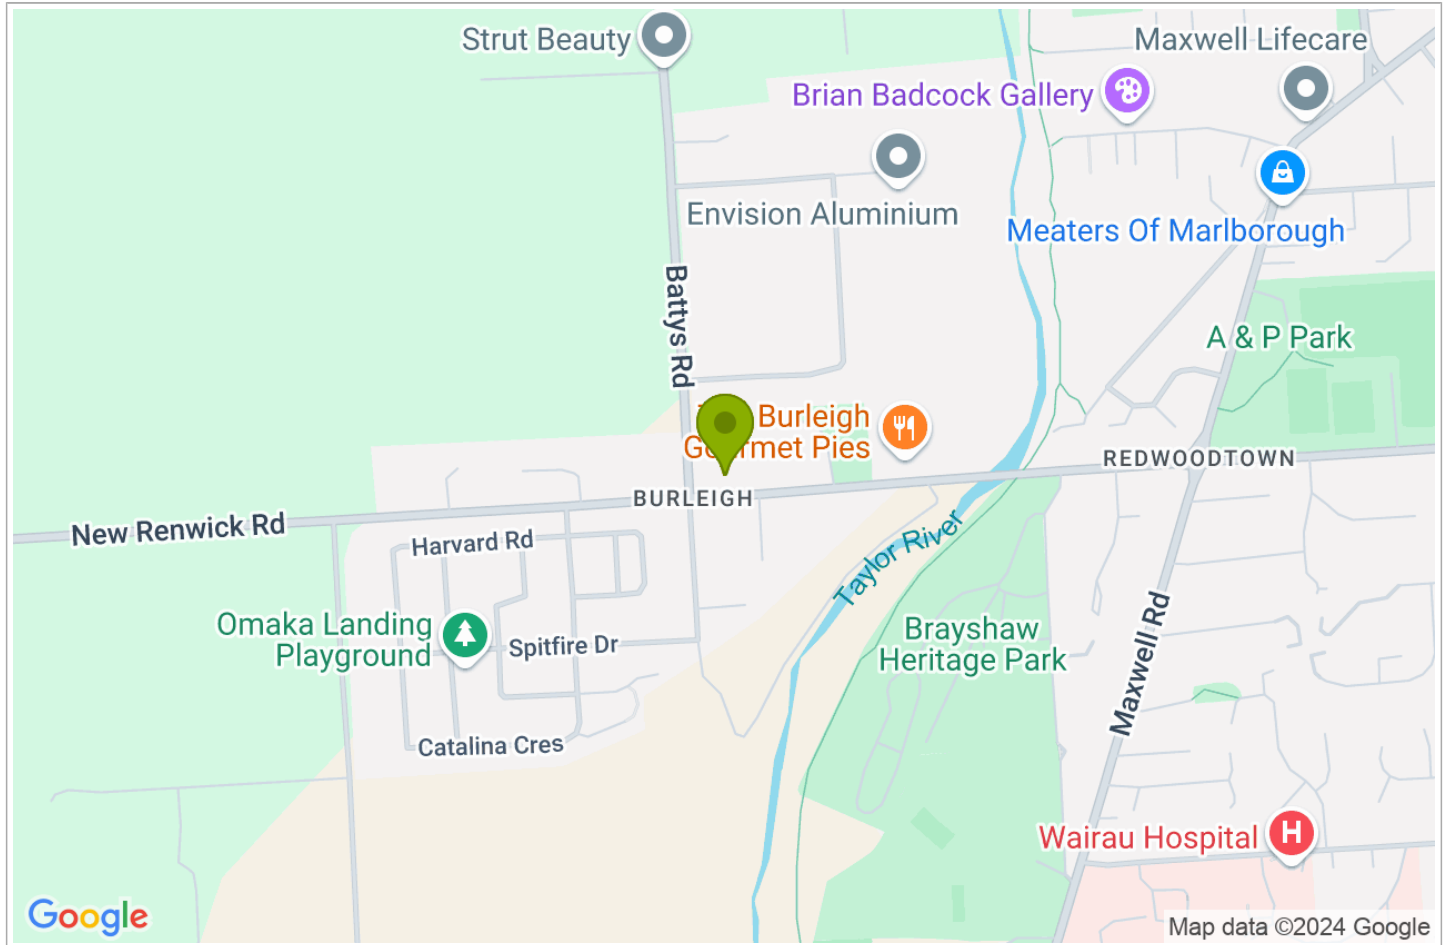 Strut Beauty
Maxwell Lifecare
Brian Badcock Gallery
Envision Aluminium
Meaters Of Marlborough
Battys Rd
A & P Park
Burleigh
Gourmet Pies
REDWOODTOWN
BURLEIGH
New Renwick Rd
Harvard Rd
Taylor River
Omaka Landing
Playground
Spitfire Dr
Brayshaw
Heritage Park
Maxwell Rd
Catalina Cres
Wairau Hospital
H
Google
Map data ©2024 Google